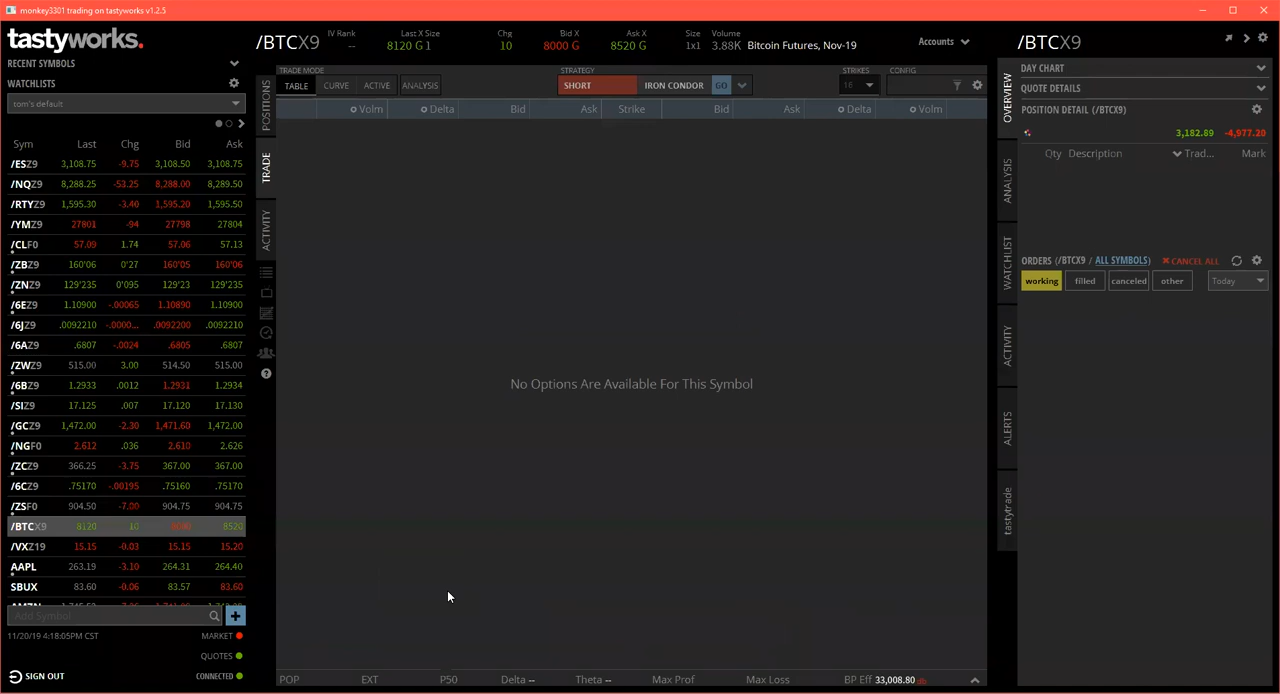 monkey3301 trading on tastyworks v1.2.5
tastyworks.
RECENT SYMBOLS
WATCHLISTS
tom's default
Sym Last Chg Bid Ask
/ESZ9 3,108.75 -9.75 3,108.50 3,108.75
/NQZ9 8,288.25 -53.25 8,288.00 8,289.50
/RTYZ9 1,595.30 -3.40 1,595.20 1,595.50
/YMZ9 27801 -94 27798 27804
/CLF0 57.09 1.74 57.06 57.13
/ZBZ9 160'06 0'27 160'05 160'06
/ZNZ9 129'235 0'095 129'23 129'235
/6EZ9 1.10900 -.00065 1.10890 1.10900
/6JZ9 .0092210 -.0000... .0092200 .0092210
/6AZ9 .6807 -.0024 .6805 .6807
/ZWZ9 515.00 3.00 514.50 515.00
/6BZ9 1.2933 .0012 1.2931 1.2934
/SIZ9 17.125 .007 17.120 17.130
/GCZ9 1,472.00 -2.30 1,471.60 1,472.00
/NGF0 2.612 .036 2.610 2.626
/ZCZ9 366.25 -3.75 367.00 367.00
/6CZ9 .75170 -.00195 .75160 .75170
/ZSF0 904.50 -7.00 904.75 904.75
/BTCX9 8120 10 8520
/VXZ19 15.15 -0.03 15.15 15.20
AAPL 263.19 -3.10 264.31 264.40
SBUX 83.60 -0.06 83.57 83.60
Add Symbol
11/20/19 4:18:05PM CST MARKET
QUOTES
SIGN OUT CONNECTED
/BTCX9
IV Rank
--
Last X Size
8120 G 1
Chg
10
Bid X
8000 G
Ask X
8520 G
Size
1x1
Volume
3.88K
Bitcoin Futures, Nov-19
Accounts
POSITIONS
TRADE
ACTIVITY
TRADE MODE
TABLE CURVE ACTIVE ANALYSIS
STRATEGY
SHORT IRON CONDOR GO
STRIKES
16
CONFIG
Volm Delta Bid Ask Strike Bid Ask Delta Volm
No Options Are Available For This Symbol
POP EXT P50 Delta -- Theta -- Max Prof Max Loss BP Eff 33,008.80
OVERVIEW
ANALYSIS
WATCHLIST
ACTIVITY
ALERTS
tastytrade
/BTCX9
DAY CHART
QUOTE DETAILS
POSITION DETAIL (/BTCX9)
3,182.89 -4,977.20
Qty Description Trad... Mark
ORDERS (/BTCX9 / ALL SYMBOLS) CANCEL ALL
working filled canceled other Today